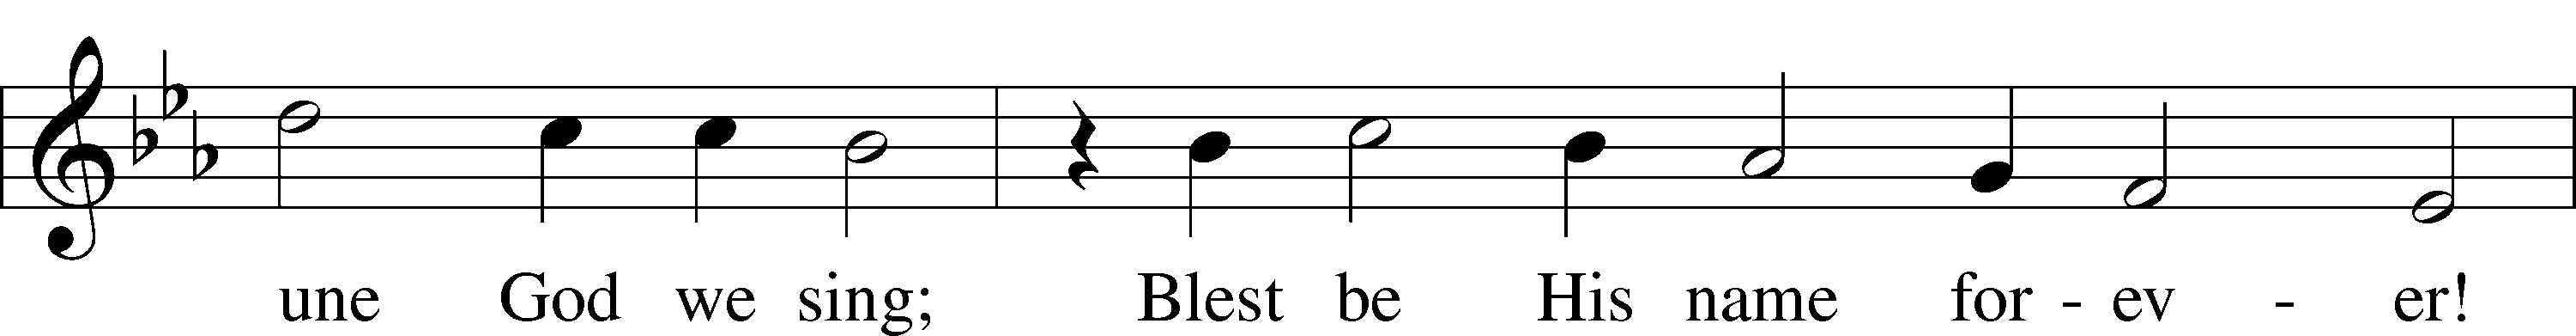 une God we sing; Blest be His name for - ev - er!